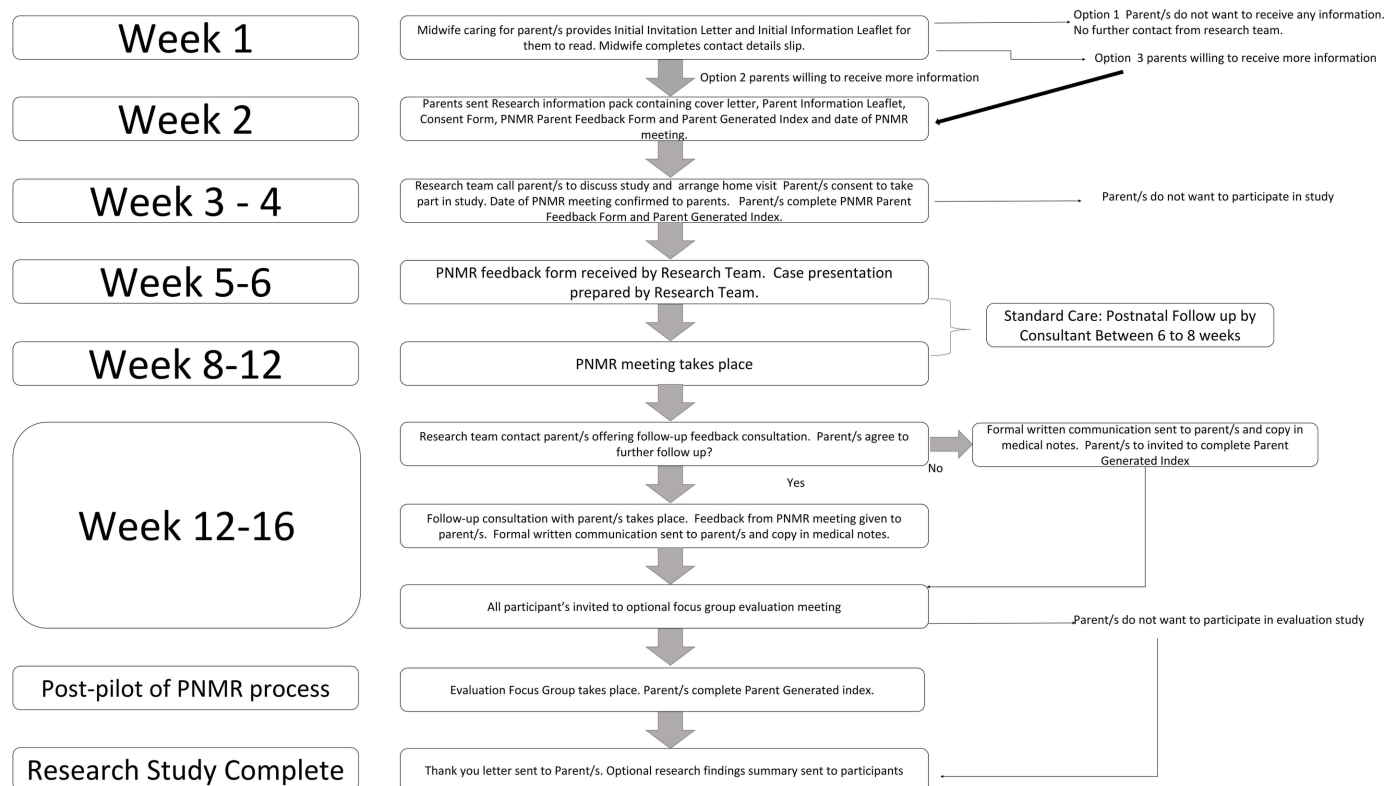 Week 1
Midwife caring for parent/s provides Initial Invitation Letter and Initial Information Leaflet for
them to read. Midwife completes contact details slip.
Option 1  Parent/s do not want to receive any information.
No further contact from research team.
Option  3 parents willing to receive more information
Option 2 parents willing to receive more information
Week 2
Parents sent Research information pack containing cover letter, Parent Information Leaflet,
Consent Form, PNMR Parent Feedback Form and Parent Generated Index and date of PNMR
meeting.
Week 3 - 4
Research team call parent/s to discuss study and  arrange home visit  Parent/s consent to take
part in study. Date of PNMR meeting confirmed to parents.   Parent/s complete PNMR Parent
Feedback Form and Parent Generated Index.
Parent/s do not want to participate in study
Week 5-6
PNMR feedback form received by Research Team.  Case presentation
prepared by Research Team.
Standard Care: Postnatal Follow up by
Consultant Between 6 to 8 weeks
Week 8-12
PNMR meeting takes place
Week 12-16
Research team contact parent/s offering follow-up feedback consultation.  Parent/s agree to
further follow up?
No
Formal written communication sent to parent/s and copy in
medical notes.  Parent/s to invited to complete Parent
Generated Index
Yes
Follow-up consultation with parent/s takes place.  Feedback from PNMR meeting given to
parent/s.  Formal written communication sent to parent/s and copy in medical notes.
All participant's invited to optional focus group evaluation meeting
Parent/s do not want to participate in evaluation study
Post-pilot of PNMR process
Evaluation Focus Group takes place. Parent/s complete Parent Generated index.
Research Study Complete
Thank you letter sent to Parent/s. Optional research findings summary sent to participants